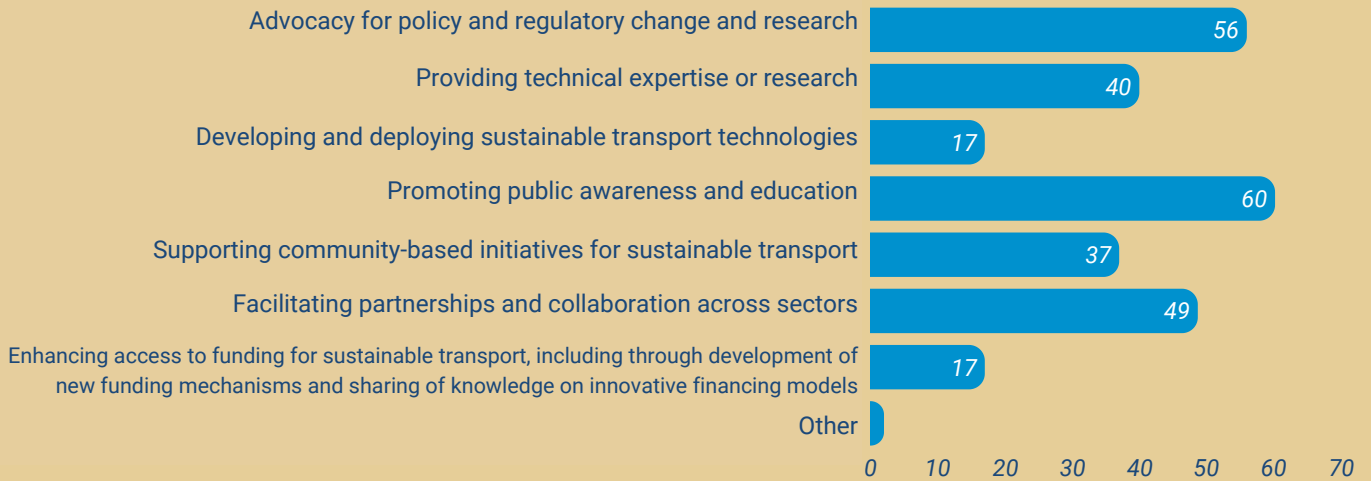 Advocacy for policy and regulatory change and research
56
Providing technical expertise or research
40
Developing and deploying sustainable transport technologies
17
Promoting public awareness and education
60
Supporting community-based initiatives for sustainable transport
37
Facilitating partnerships and collaboration across sectors
49
Enhancing access to funding for sustainable transport, including through development of
new funding mechanisms and sharing of knowledge on innovative financing models
17
Other
0 10 20 30 40 50 60 70